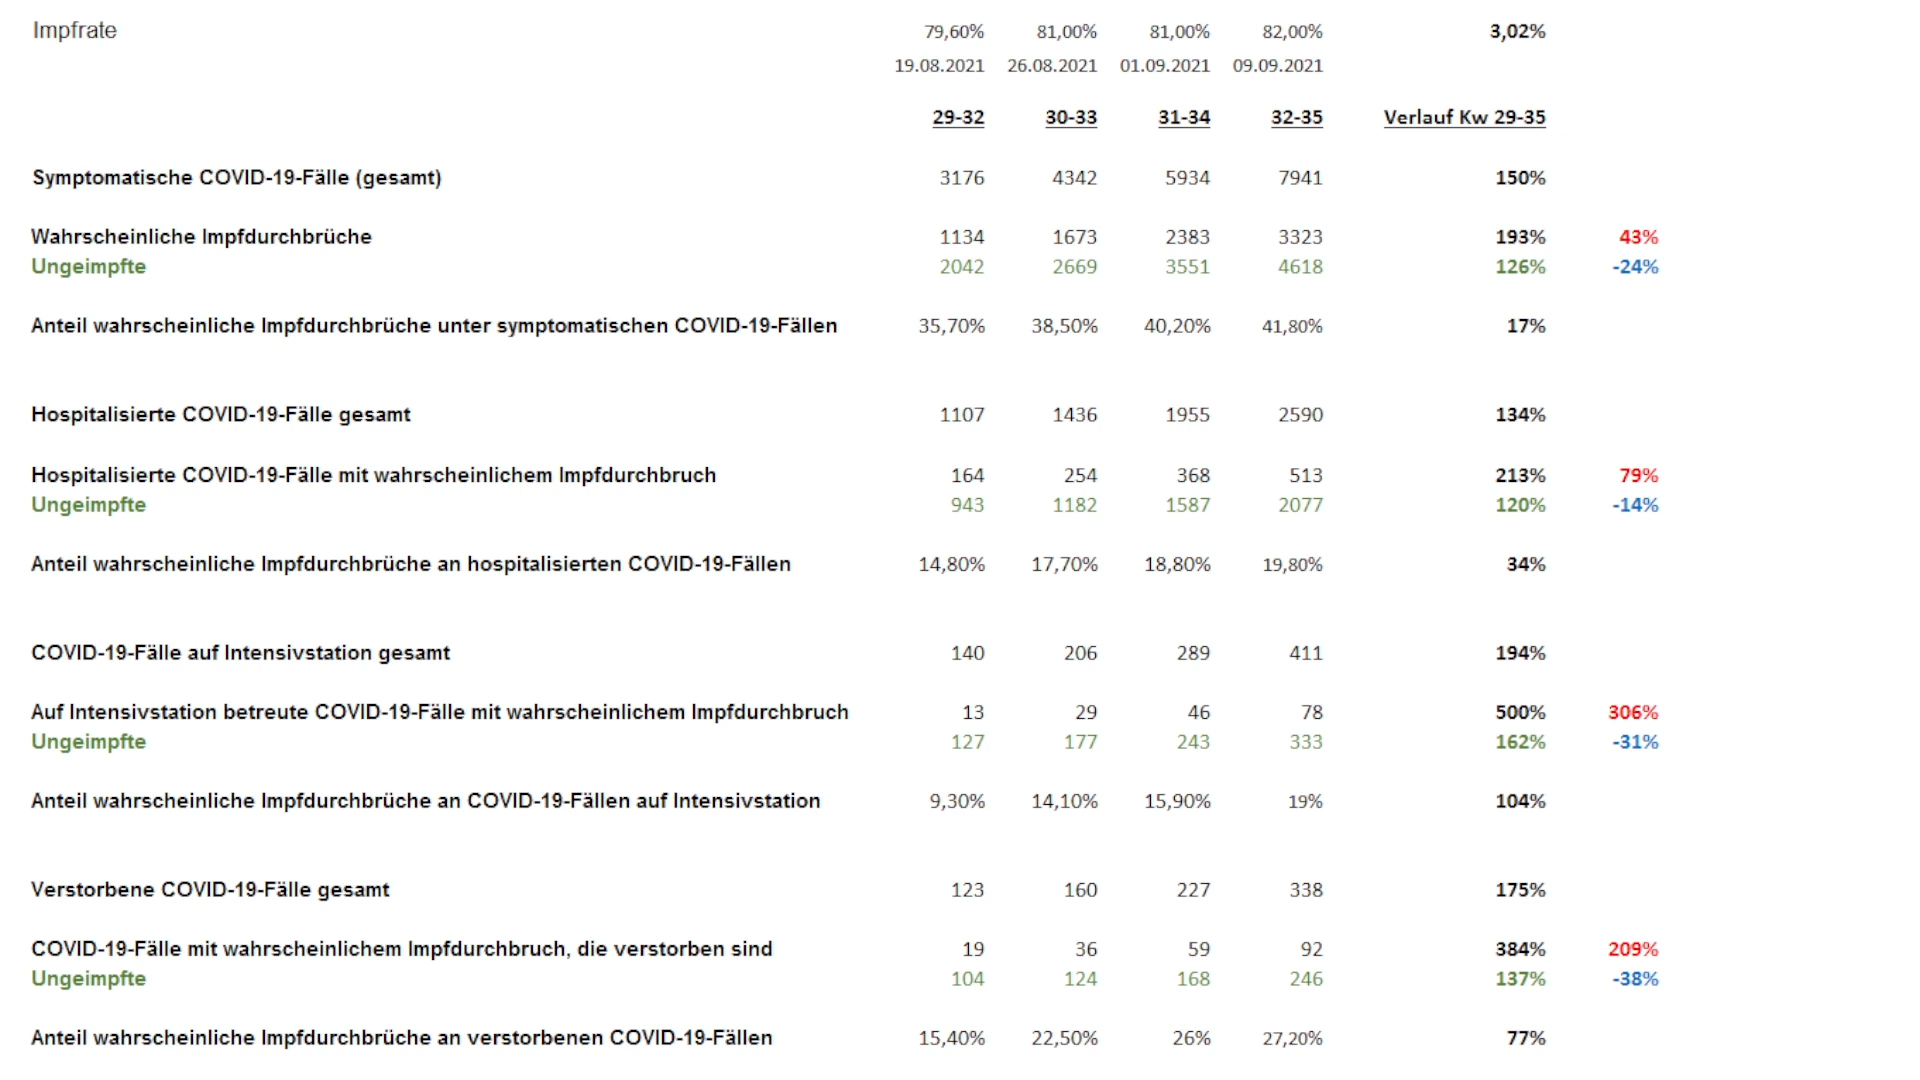 Impfrate 79,60% 81,00% 81,00% 82,00% 3,02%
19.08.2021 26.08.2021 01.09.2021 09.09.2021
29-32 30-33 31-34 32-35 Verlauf Kw 29-35
Symptomatische COVID-19-Fälle (gesamt) 3176 4342 5934 7941 150%
Wahrscheinliche Impfdurchbrüche 1134 1673 2383 3323 193% 43%
Ungeimpfte 2042 2669 3551 4618 126% -24%
Anteil wahrscheinliche Impfdurchbrüche unter symptomatischen COVID-19-Fällen 35,70% 38,50% 40,20% 41,80% 17%
Hospitalisierte COVID-19-Fälle gesamt 1107 1436 1955 2590 134%
Hospitalisierte COVID-19-Fälle mit wahrscheinlichem Impfdurchbruch 164 254 368 513 213% 79%
Ungeimpfte 943 1182 1587 2077 120% -14%
Anteil wahrscheinliche Impfdurchbrüche an hospitalisierten COVID-19-Fällen 14,80% 17,70% 18,80% 19,80% 34%
COVID-19-Fälle auf Intensivstation gesamt 140 206 289 411 194%
Auf Intensivstation betreute COVID-19-Fälle mit wahrscheinlichem Impfdurchbruch 13 29 46 78 500% 306%
Ungeimpfte 127 177 243 333 162% -31%
Anteil wahrscheinliche Impfdurchbrüche an COVID-19-Fällen auf Intensivstation 9,30% 14,10% 15,90% 19% 104%
Verstorbene COVID-19-Fälle gesamt 123 160 227 338 175%
COVID-19-Fälle mit wahrscheinlichem Impfdurchbruch, die verstorben sind 19 36 59 92 384% 209%
Ungeimpfte 104 124 168 246 137% -38%
Anteil wahrscheinliche Impfdurchbrüche an verstorbenen COVID-19-Fällen 15,40% 22,50% 26% 27,20% 77%